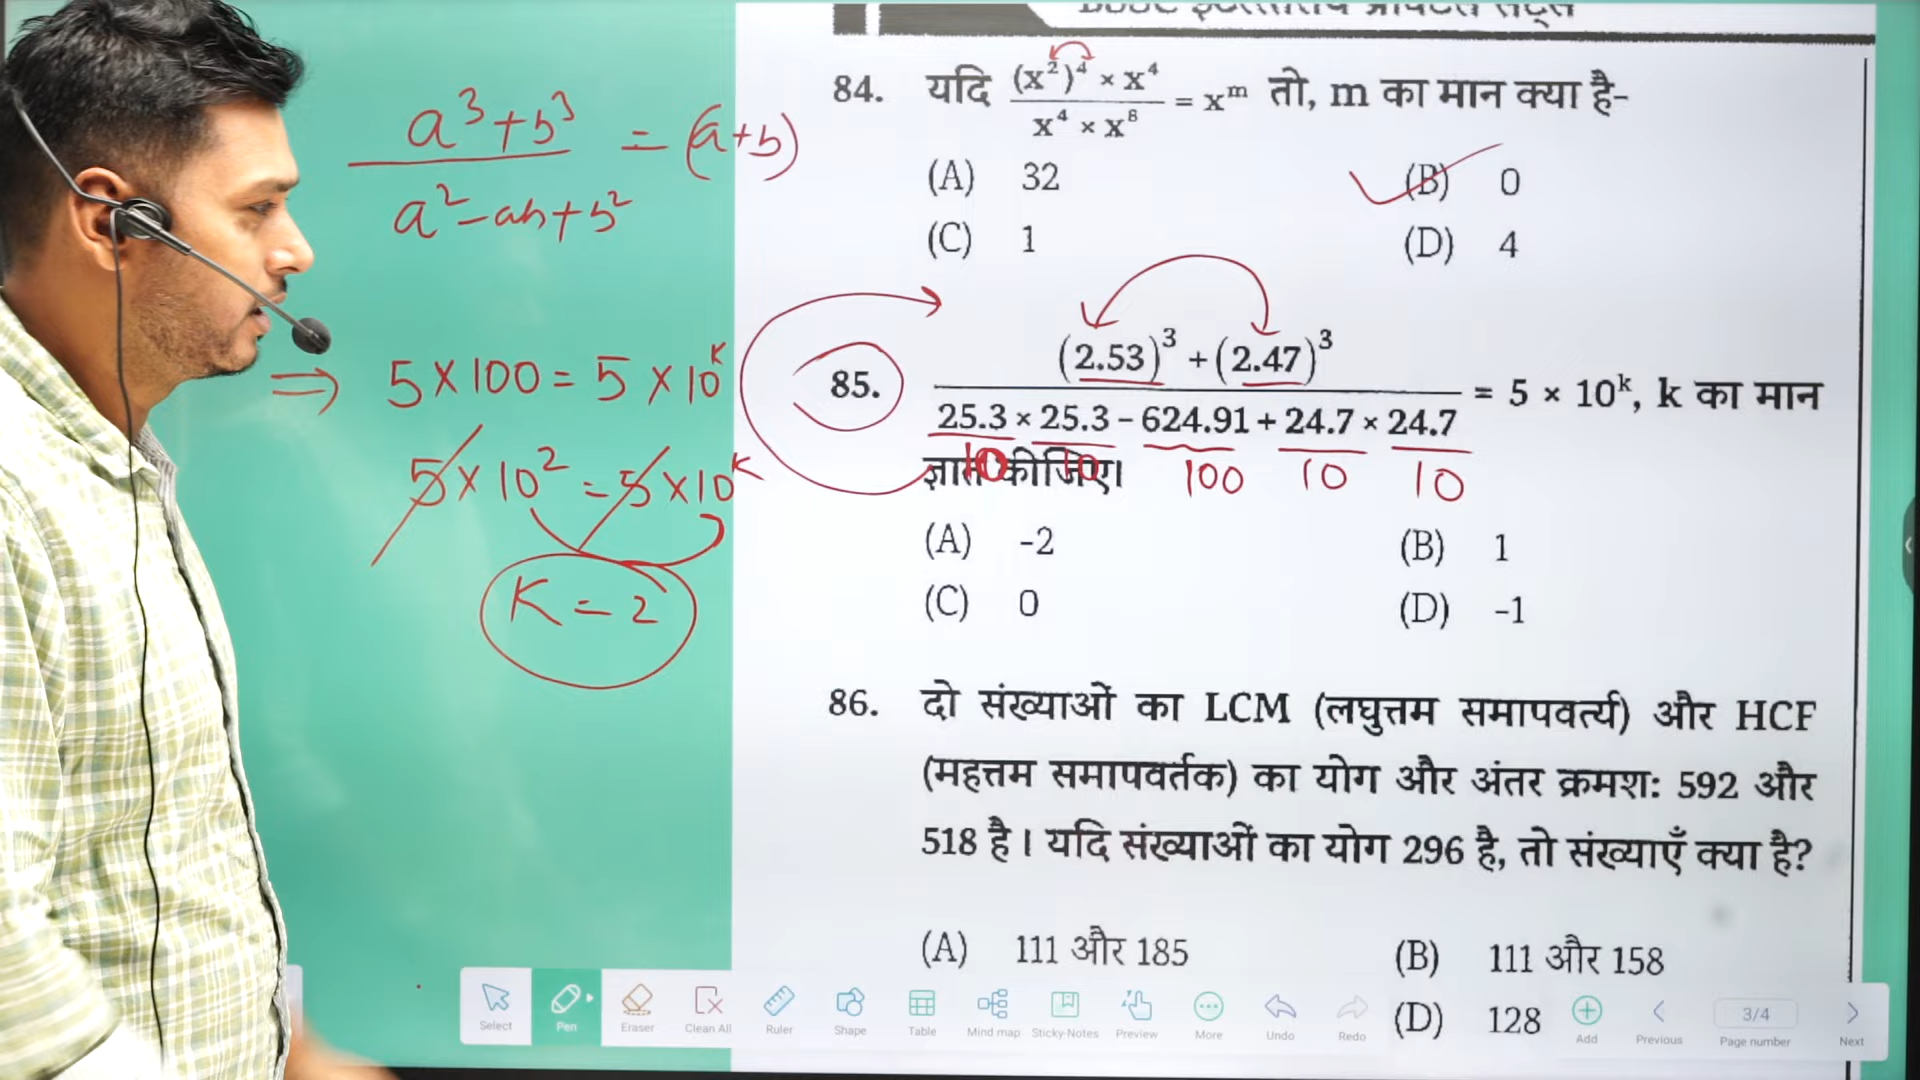 84. यदि (x²)⁴ × x⁴ / x⁴ × x⁸ = xᵐ तो, m का मान क्या है-
(A) 32 (B) 0
(C) 1 (D) 4
85. (2.53)³ + (2.47)³ / 25.3 × 25.3 – 624.91 + 24.7 × 24.7 = 5 × 10ᵏ, k का मान
10 10 100 10 10
ज्ञात कीजिए।
(A) -2 (B) 1
(C) 0 (D) -1
86. दो संख्याओं का LCM (लघुत्तम समापवर्त्य) और HCF
(महत्तम समापवर्तक) का योग और अंतर क्रमश: 592 और
518 है। यदि संख्याओं का योग 296 है, तो संख्याएँ क्या है?
(A) 111 और 185 (B) 111 और 158
(D) 128
a³+b³ / a²-ab+b² = (a+b)
⇒ 5×100 = 5×10ᴷ
5×10² = 5×10ᴷ
K = 2
Select Pen Eraser Clean All Ruler Shape Table Mind map Sticky-Notes Preview More Undo Redo Add Previous 3/4 Page number Next